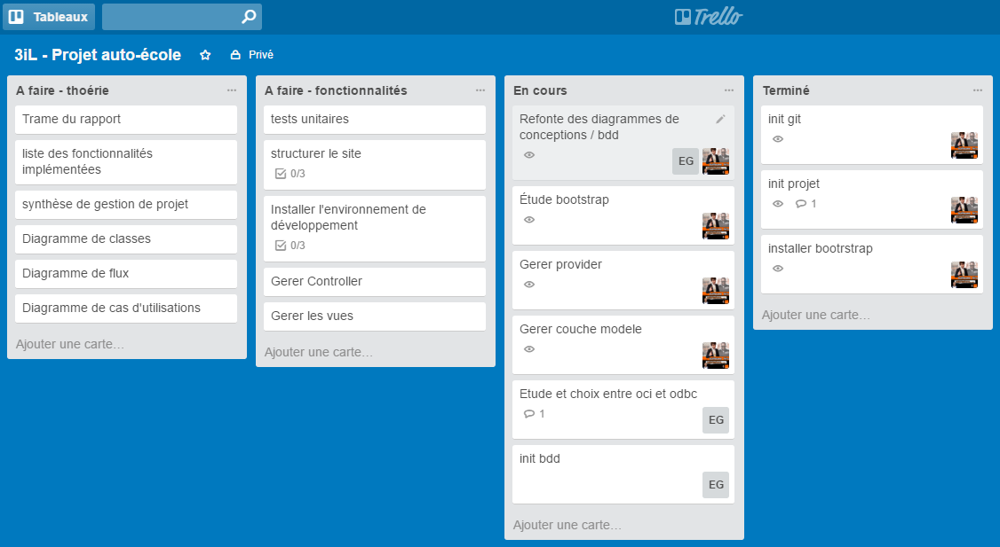 Tableaux
Trello
3iL - Projet auto-école
Privé
A faire - thoérie
Trame du rapport
liste des fonctionnalités
implémentées
synthèse de gestion de projet
Diagramme de classes
Diagramme de flux
Diagramme de cas d'utilisations
Ajouter une carte…
A faire - fonctionnalités
tests unitaires
structurer le site
0/3
Installer l'environnement de
développement
0/3
Gerer Controller
Gerer les vues
Ajouter une carte…
En cours
Refonte des diagrammes de
conceptions / bdd
EG
Étude bootstrap
Gerer provider
Gerer couche modele
Etude et choix entre oci et odbc
1
EG
init bdd
EG
Ajouter une carte…
Terminé
init git
init projet
1
installer bootrstrap
Ajouter une carte…